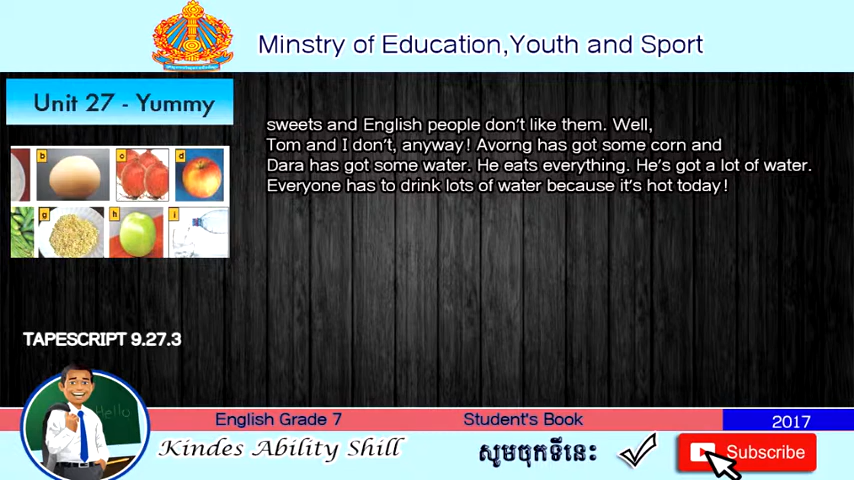 Minstry of Education,Youth and Sport
Unit 27 - Yummy
sweets and English people don't like them. Well,
Tom and I don't, anyway! Avorng has got some corn and
Dara has got some water. He eats everything. He's got a lot of water.
Everyone has to drink lots of water because it's hot today!
b
c
d
g
h
i
TAPESCRIPT 9.27.3
Hello
English Grade 7
Student's Book
2017
Kindes Ability Shill
សូមចុកទីនេះ
Subscribe